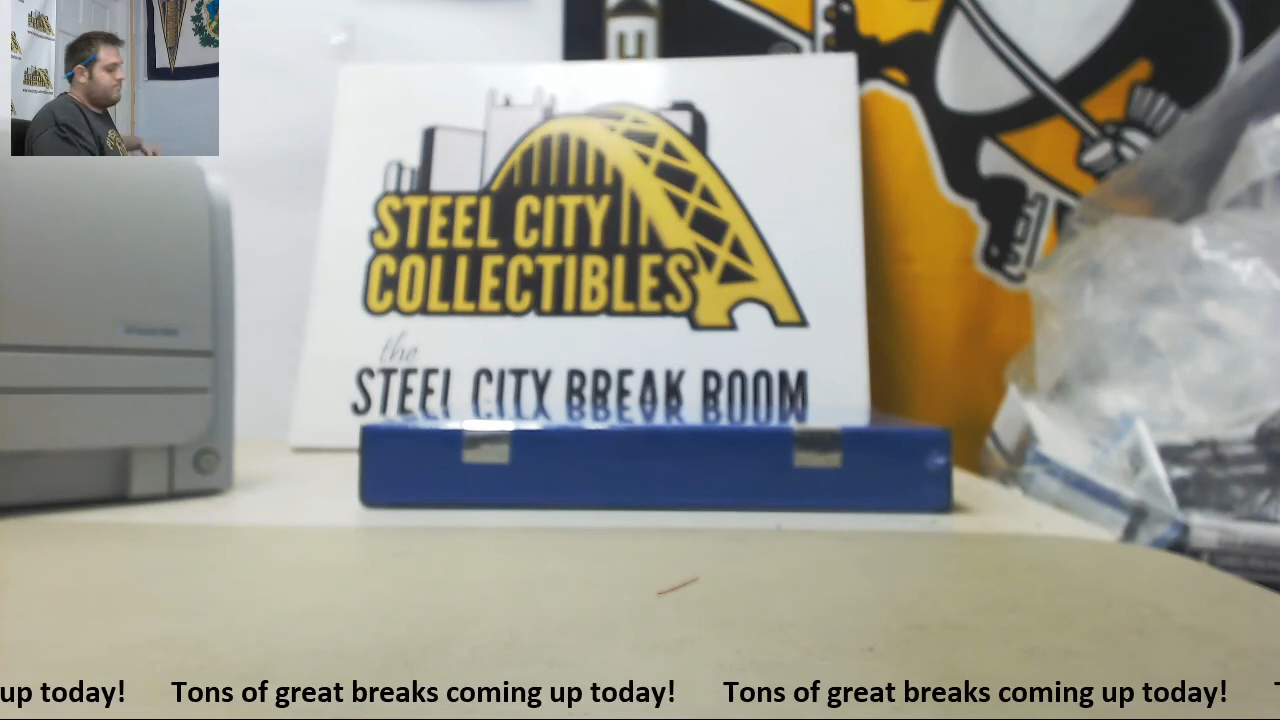 STEEL CITY
COLLECTIBLES
the
STEEL CITY BREAK ROOM
up today! Tons of great breaks coming up today! Tons of great breaks coming up today!